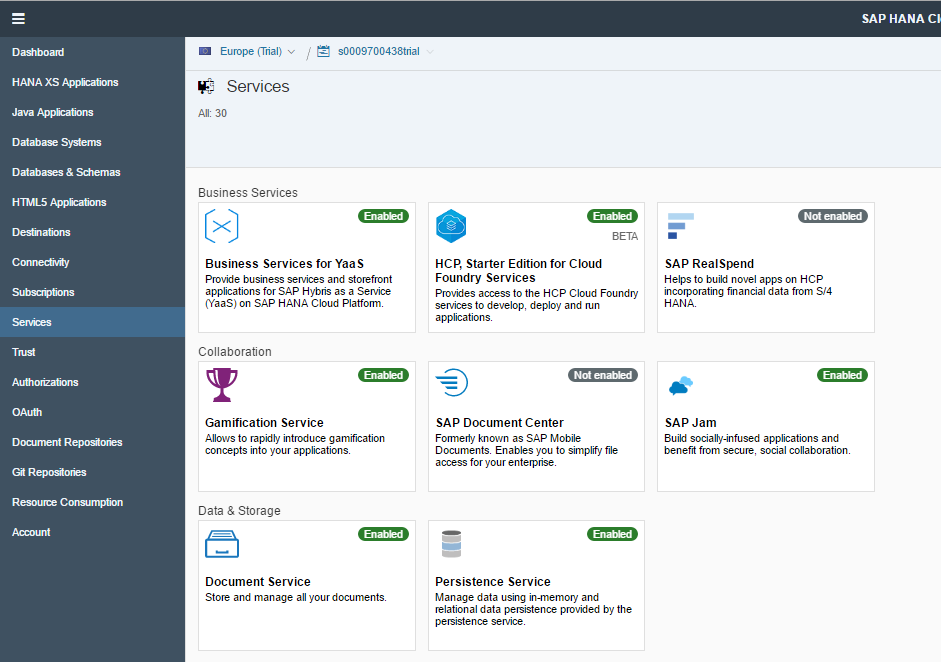 SAP HANA Cl
Dashboard
HANA XS Applications
Java Applications
Database Systems
Databases & Schemas
HTML5 Applications
Destinations
Connectivity
Subscriptions
Services
Trust
Authorizations
OAuth
Document Repositories
Git Repositories
Resource Consumption
Account
Europe (Trial) / s0009700438trial
Services
All: 30
Business Services
Enabled
Business Services for YaaS
Provide business services and storefront
applications for SAP Hybris as a Service
(YaaS) on SAP HANA Cloud Platform.
Enabled
BETA
HCP, Starter Edition for Cloud
Foundry Services
Provides access to the HCP Cloud Foundry
services to develop, deploy and run
applications.
Not enabled
SAP RealSpend
Helps to build novel apps on HCP
incorporating financial data from S/4
HANA.
Collaboration
Enabled
Gamification Service
Allows to rapidly introduce gamification
concepts into your applications.
Not enabled
SAP Document Center
Formerly known as SAP Mobile
Documents. Enables you to simplify file
access for your enterprise.
Enabled
SAP Jam
Build socially-infused applications and
benefit from secure, social collaboration.
Data & Storage
Enabled
Document Service
Store and manage all your documents.
Enabled
Persistence Service
Manage data using in-memory and
relational data persistence provided by the
persistence service.